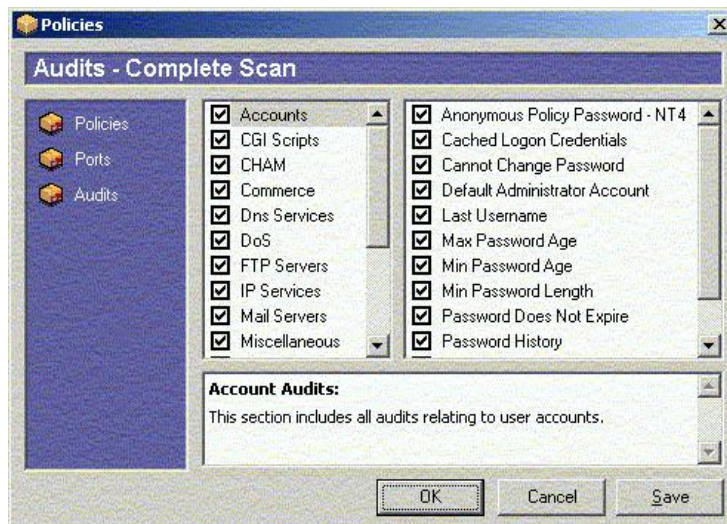 Policies
Audits - Complete Scan
Policies
Ports
Audits
Accounts
CGI Scripts
CHAM
Commerce
Dns Services
DoS
FTP Servers
IP Services
Mail Servers
Miscellaneous
Anonymous Policy Password - NT4
Cached Logon Credentials
Cannot Change Password
Default Administrator Account
Last Username
Max Password Age
Min Password Age
Min Password Length
Password Does Not Expire
Password History
Account Audits:
This section includes all audits relating to user accounts.
OK
Cancel
Save